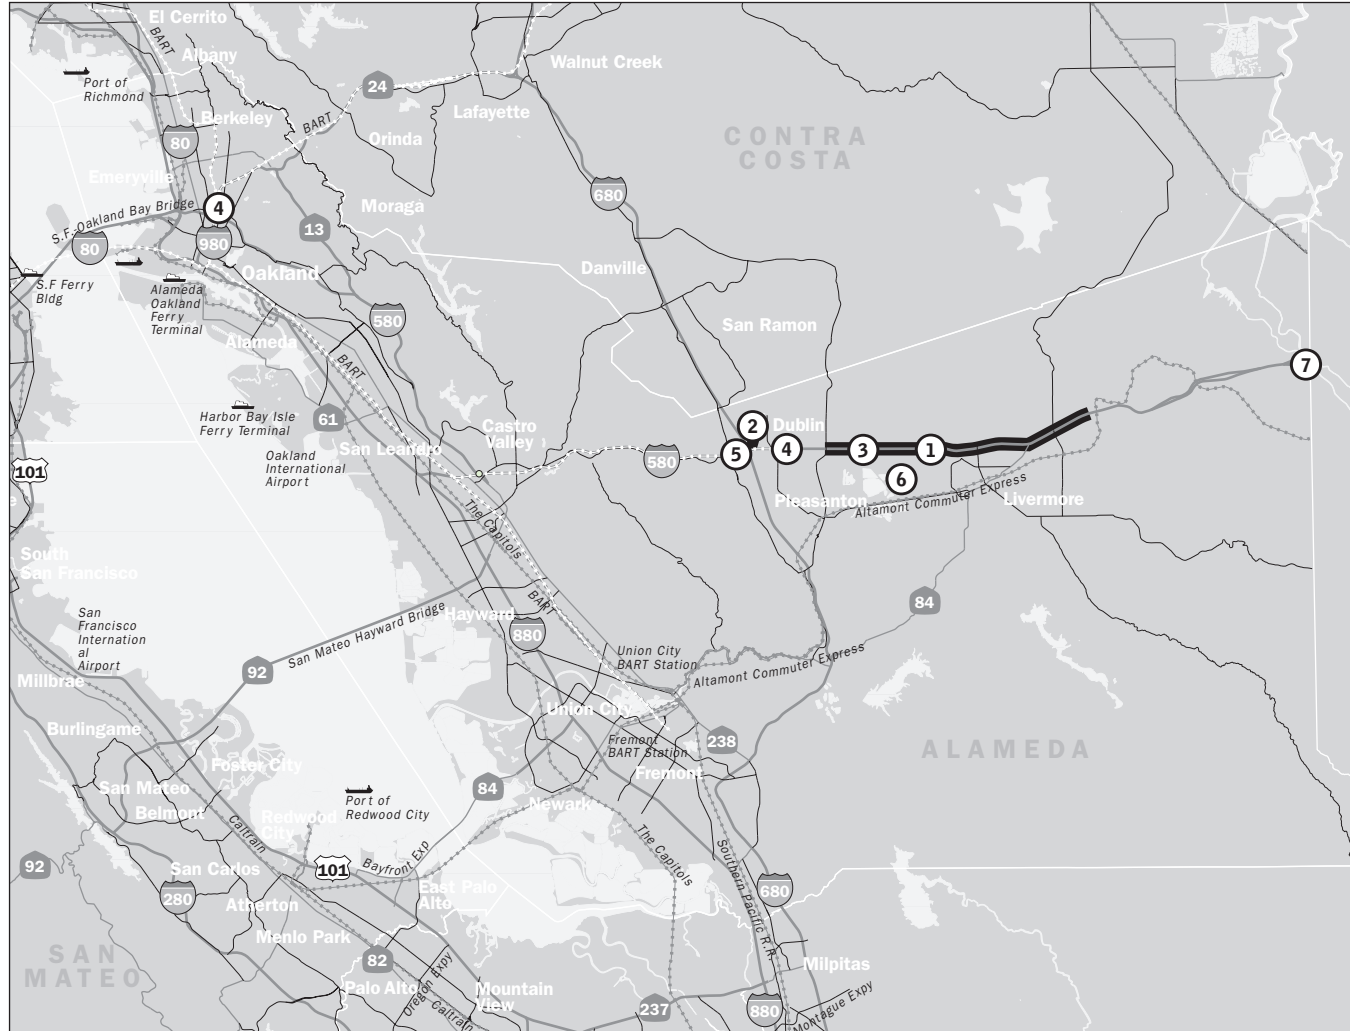 El Cerrito
BART
Albany
Port of
Richmond
24
Walnut Creek
Lafayette
Berkeley
BART
80
Orinda
CONTRA
COSTA
Emeryville
680
S.F.-Oakland Bay Bridge
4
Moraga
13
80
980
Danville
Oakland
S.F Ferry
Bldg
Alameda
Oakland
Ferry
Terminal
580
San Ramon
Alameda
BART
7
Harbor Bay Isle
Ferry Terminal
61
Castro
Valley
2
Dublin
San Leandro
5
4
3
1
580
Oakland
International
Airport
101
6
Pleasanton
Altamont Commuter Express
Livermore
The Capitols
South
San Francisco
BART
84
San
Francisco
Internation
al
Airport
San Mateo Hayward Bridge
Hayward
880
Union City
BART Station
Altamont Commuter Express
92
Millbrae
Union City
Burlingame
Fremont
BART Station
238
ALAMEDA
Foster City
Fremont
San Mateo
84
Port of
Redwood City
Newark
Belmont
Redwood
City
Caltrain
The Capitols
Southern Pacific R.R.
92
San Carlos
101
Bayfront Exp
East Palo
Alto
680
280
Atherton
Menlo Park
SAN
MATEO
82
Milpitas
Palo Alto
Oregon Expy
Mountain
View
Caltrain
237
880
Montague Expy